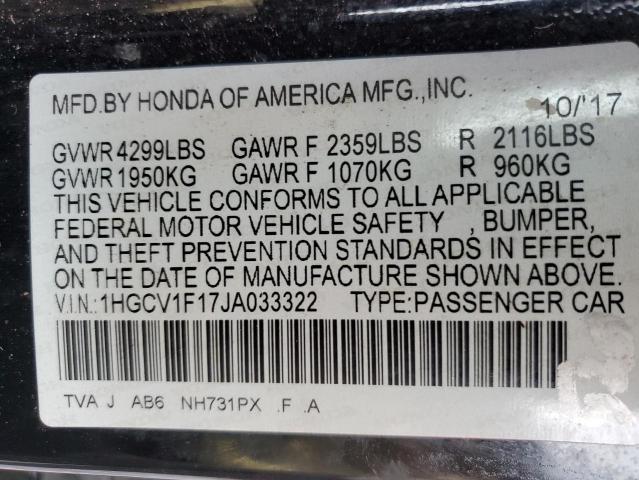 MFD.BY HONDA OF AMERICA MFG.,INC. 10/'17
GVWR 4299LBS GAWR F 2359LBS R 2116LBS
GVWR 1950KG GAWR F 1070KG R 960KG
THIS VEHICLE CONFORMS TO ALL APPLICABLE
FEDERAL MOTOR VEHICLE SAFETY , BUMPER,
AND THEFT PREVENTION STANDARDS IN EFFECT
ON THE DATE OF MANUFACTURE SHOWN ABOVE.
V.I.N.:1HGCV1F17JA033322 TYPE:PASSENGER CAR
TVA J AB6 NH731PX .F .A